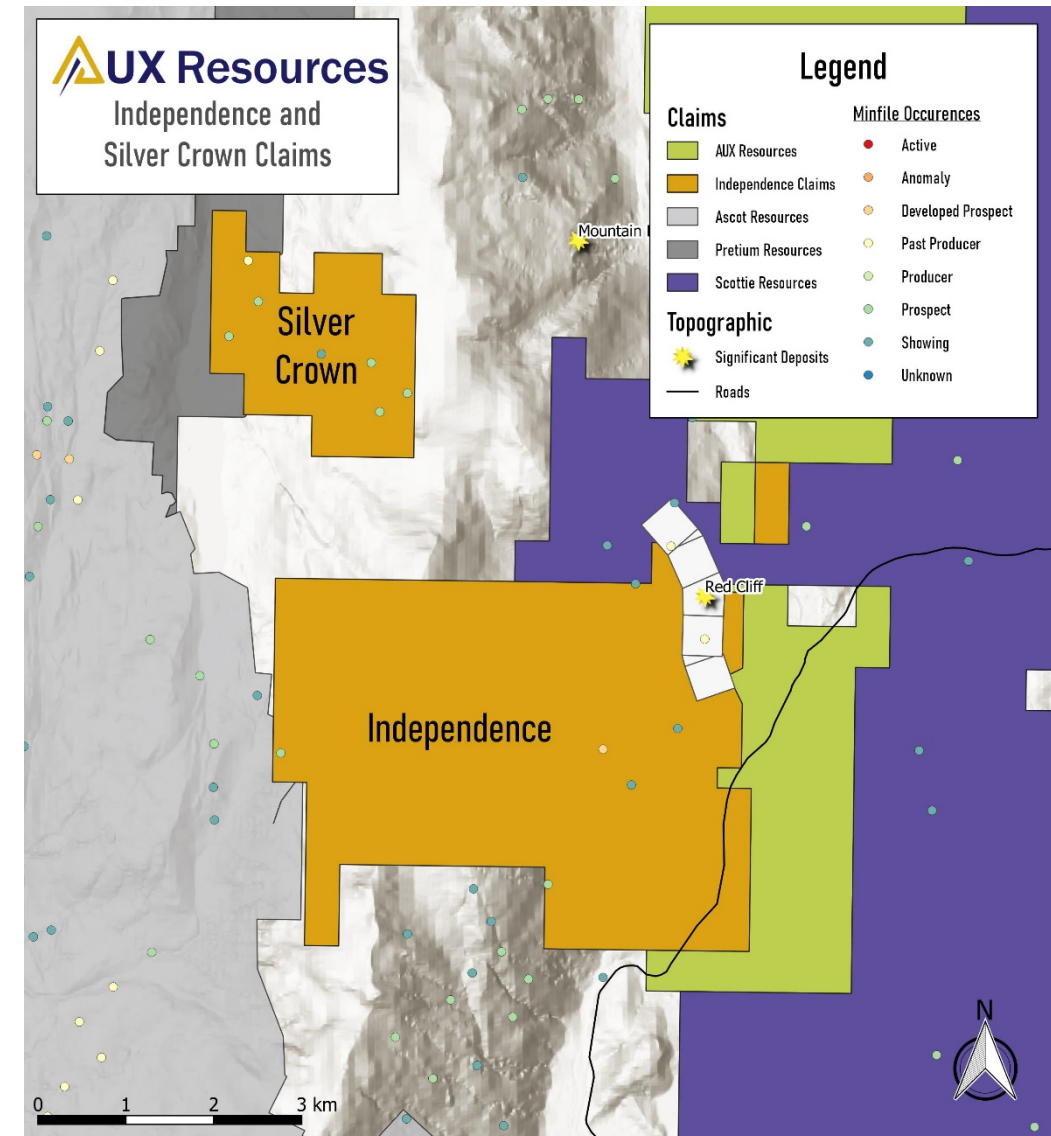 AUX Resources
Independence and
Silver Crown Claims
Legend
Claims
AUX Resources
Independence Claims
Ascot Resources
Pretium Resources
Scottie Resources
Topographic
Significant Deposits
Roads
Minfile Occurences
Active
Anomaly
Developed Prospect
Past Producer
Producer
Prospect
Showing
Unknown
Mountain
Silver
Crown
Red Cliff
Independence
N
0 1 2 3 km